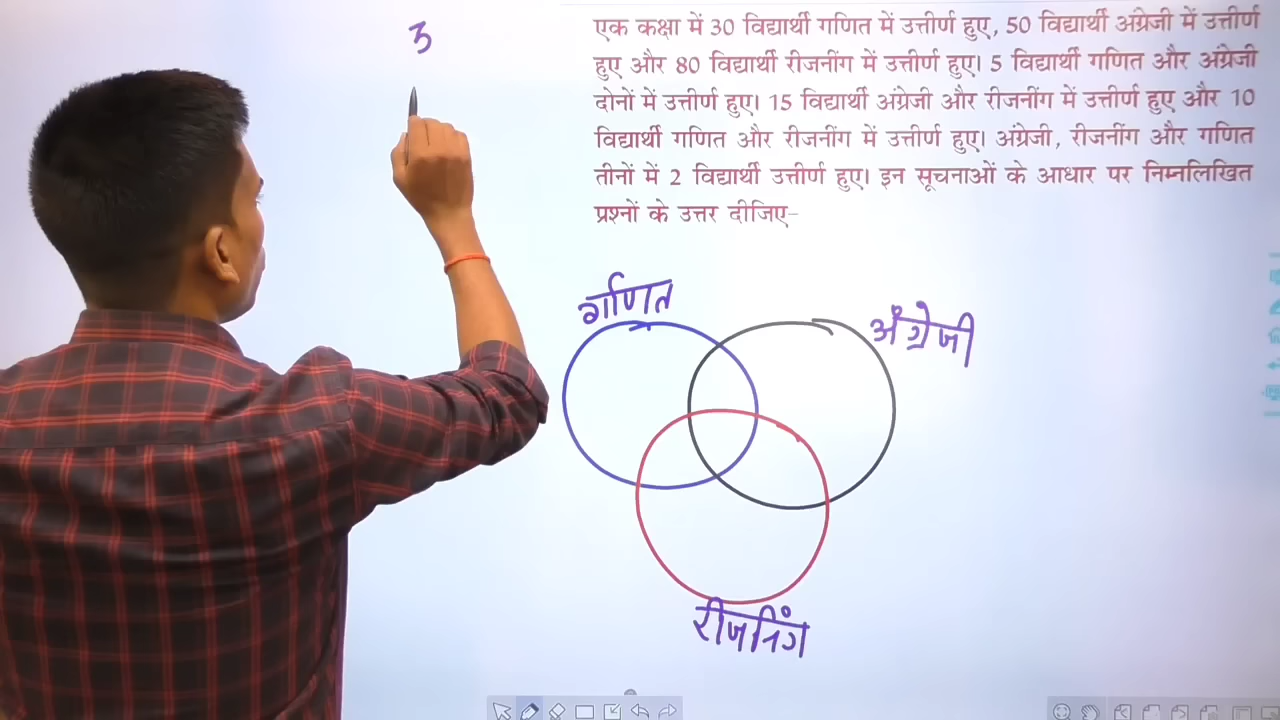 3
एक कक्षा में 30 विद्यार्थी गणित में उत्तीर्ण हुए, 50 विद्यार्थी अंग्रेजी में उत्तीर्ण
हुए और 80 विद्यार्थी रीजनींग में उत्तीर्ण हुए। 5 विद्यार्थी गणित और अंग्रेजी
दोनों में उत्तीर्ण हुए। 15 विद्यार्थी अंग्रेजी और रीजनींग में उत्तीर्ण हुए और 10
विद्यार्थी गणित और रीजनींग में उत्तीर्ण हुए। अंग्रेजी, रीजनींग और गणित
तीनों में 2 विद्यार्थी उत्तीर्ण हुए। इन सूचनाओं के आधार पर निम्नलिखित
प्रश्नों के उत्तर दीजिए-
गणित
अंग्रेजी
रीजनिंग